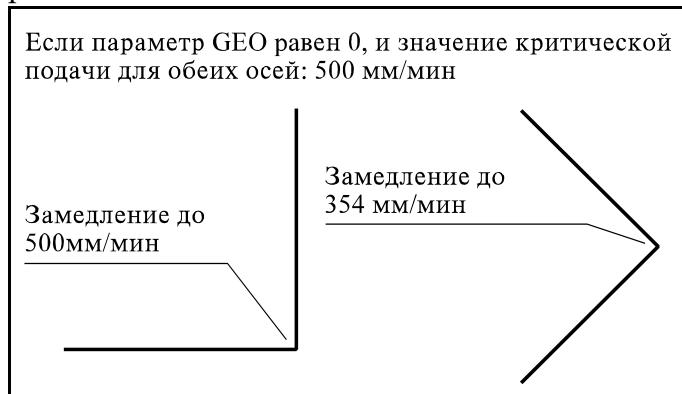 Если параметр GEO равен 0, и значение критической
подачи для обеих осей: 500 мм/мин
Замедление до
500мм/мин
Замедление до
354 мм/мин